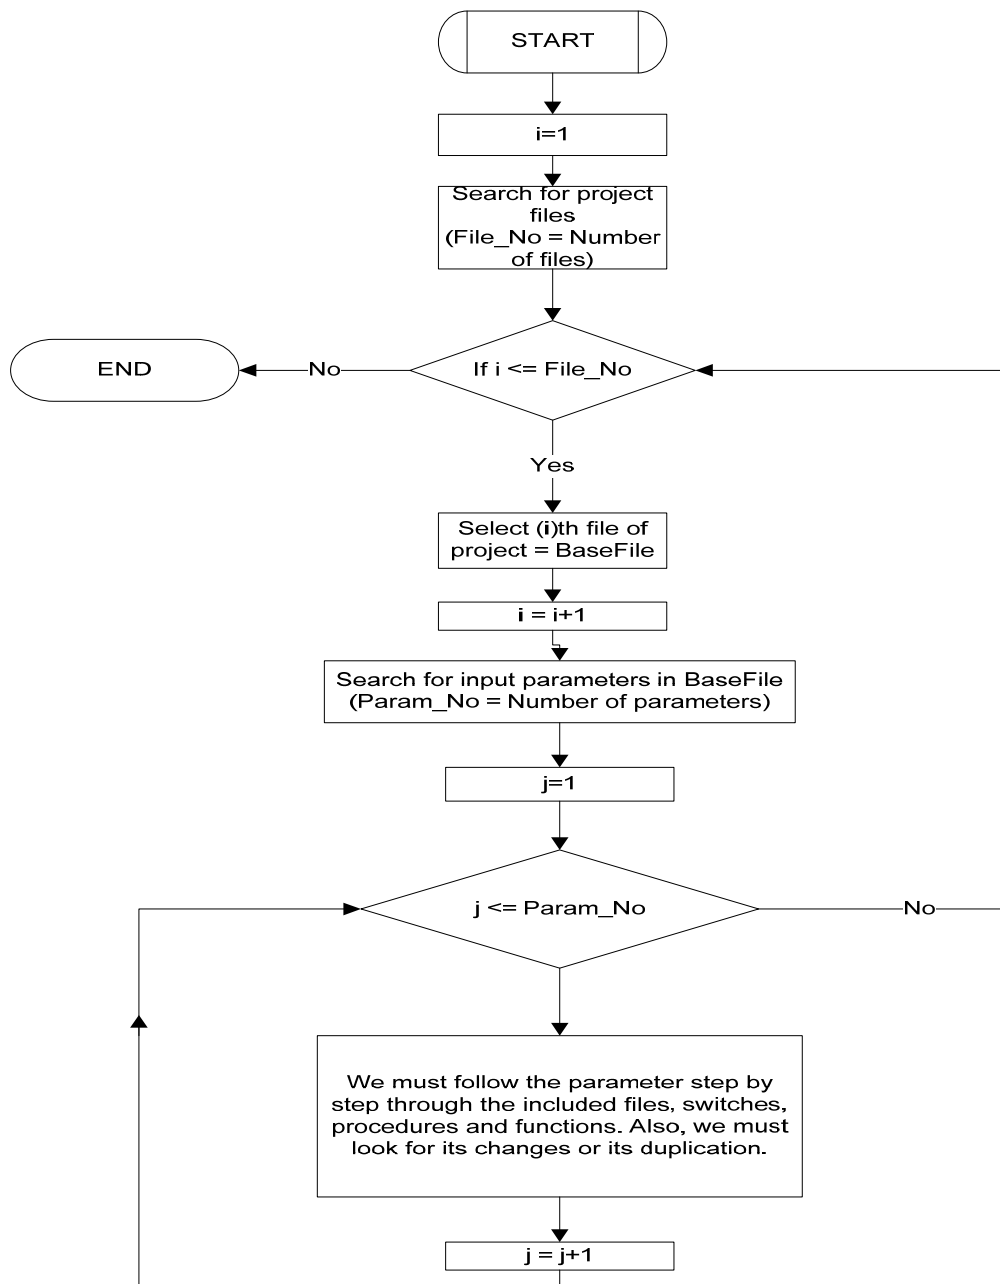 START
i=1
Search for project
files
(File_No = Number
of files)
If i <= File_No
No
END
Yes
Select (i)th file of
project = BaseFile
i = i+1
Search for input parameters in BaseFile
(Param_No = Number of parameters)
j=1
j <= Param_No
No
We must follow the parameter step by
step through the included files, switches,
procedures and functions. Also, we must
look for its changes or its duplication.
j = j+1